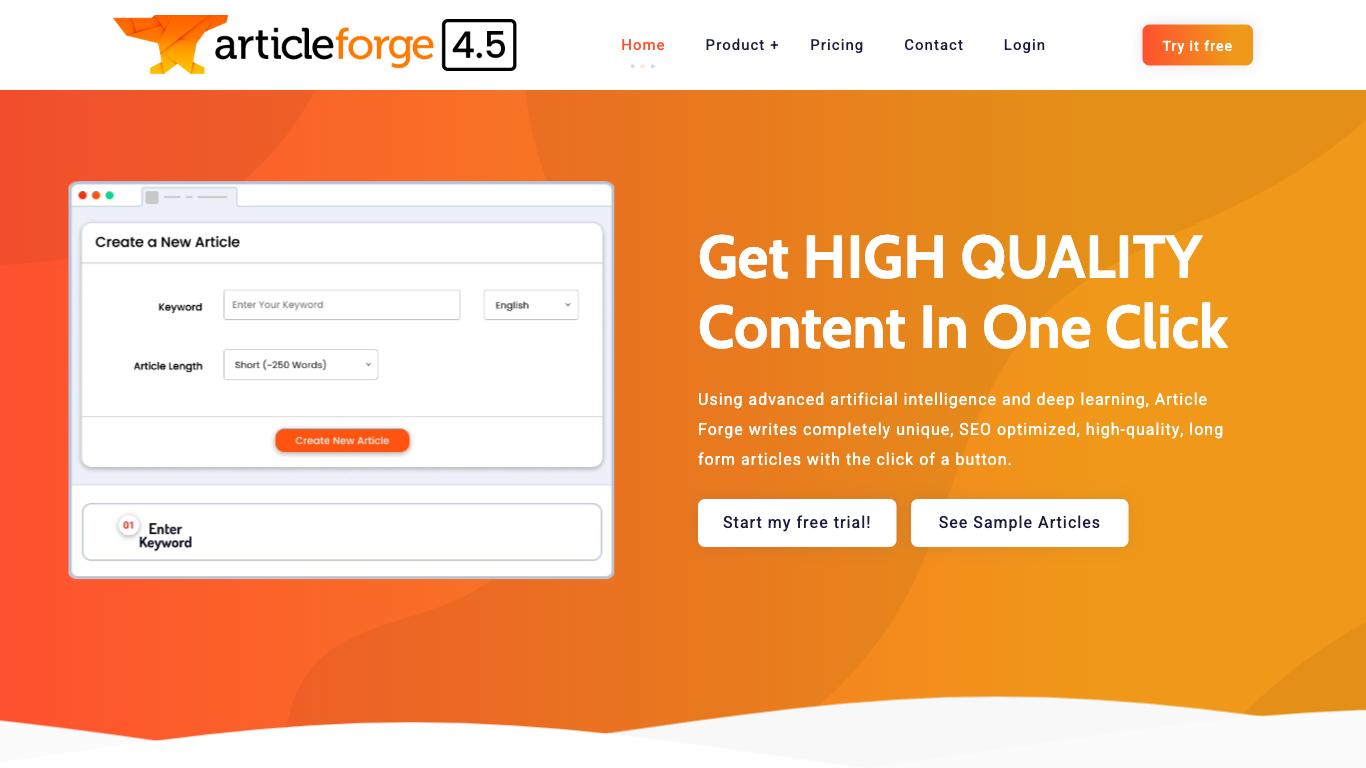 articleforge 4.5
Home
Product +
Pricing
Contact
Login
Try it free
Create a New Article
Keyword
Enter Your Keyword
English
Article Length
Short (~250 Words)
Create New Article
01
Enter
Keyword
Get HIGH QUALITY
Content In One Click
Using advanced artificial intelligence and deep learning, Article
Forge writes completely unique, SEO optimized, high-quality, long
form articles with the click of a button.
Start my free trial!
See Sample Articles